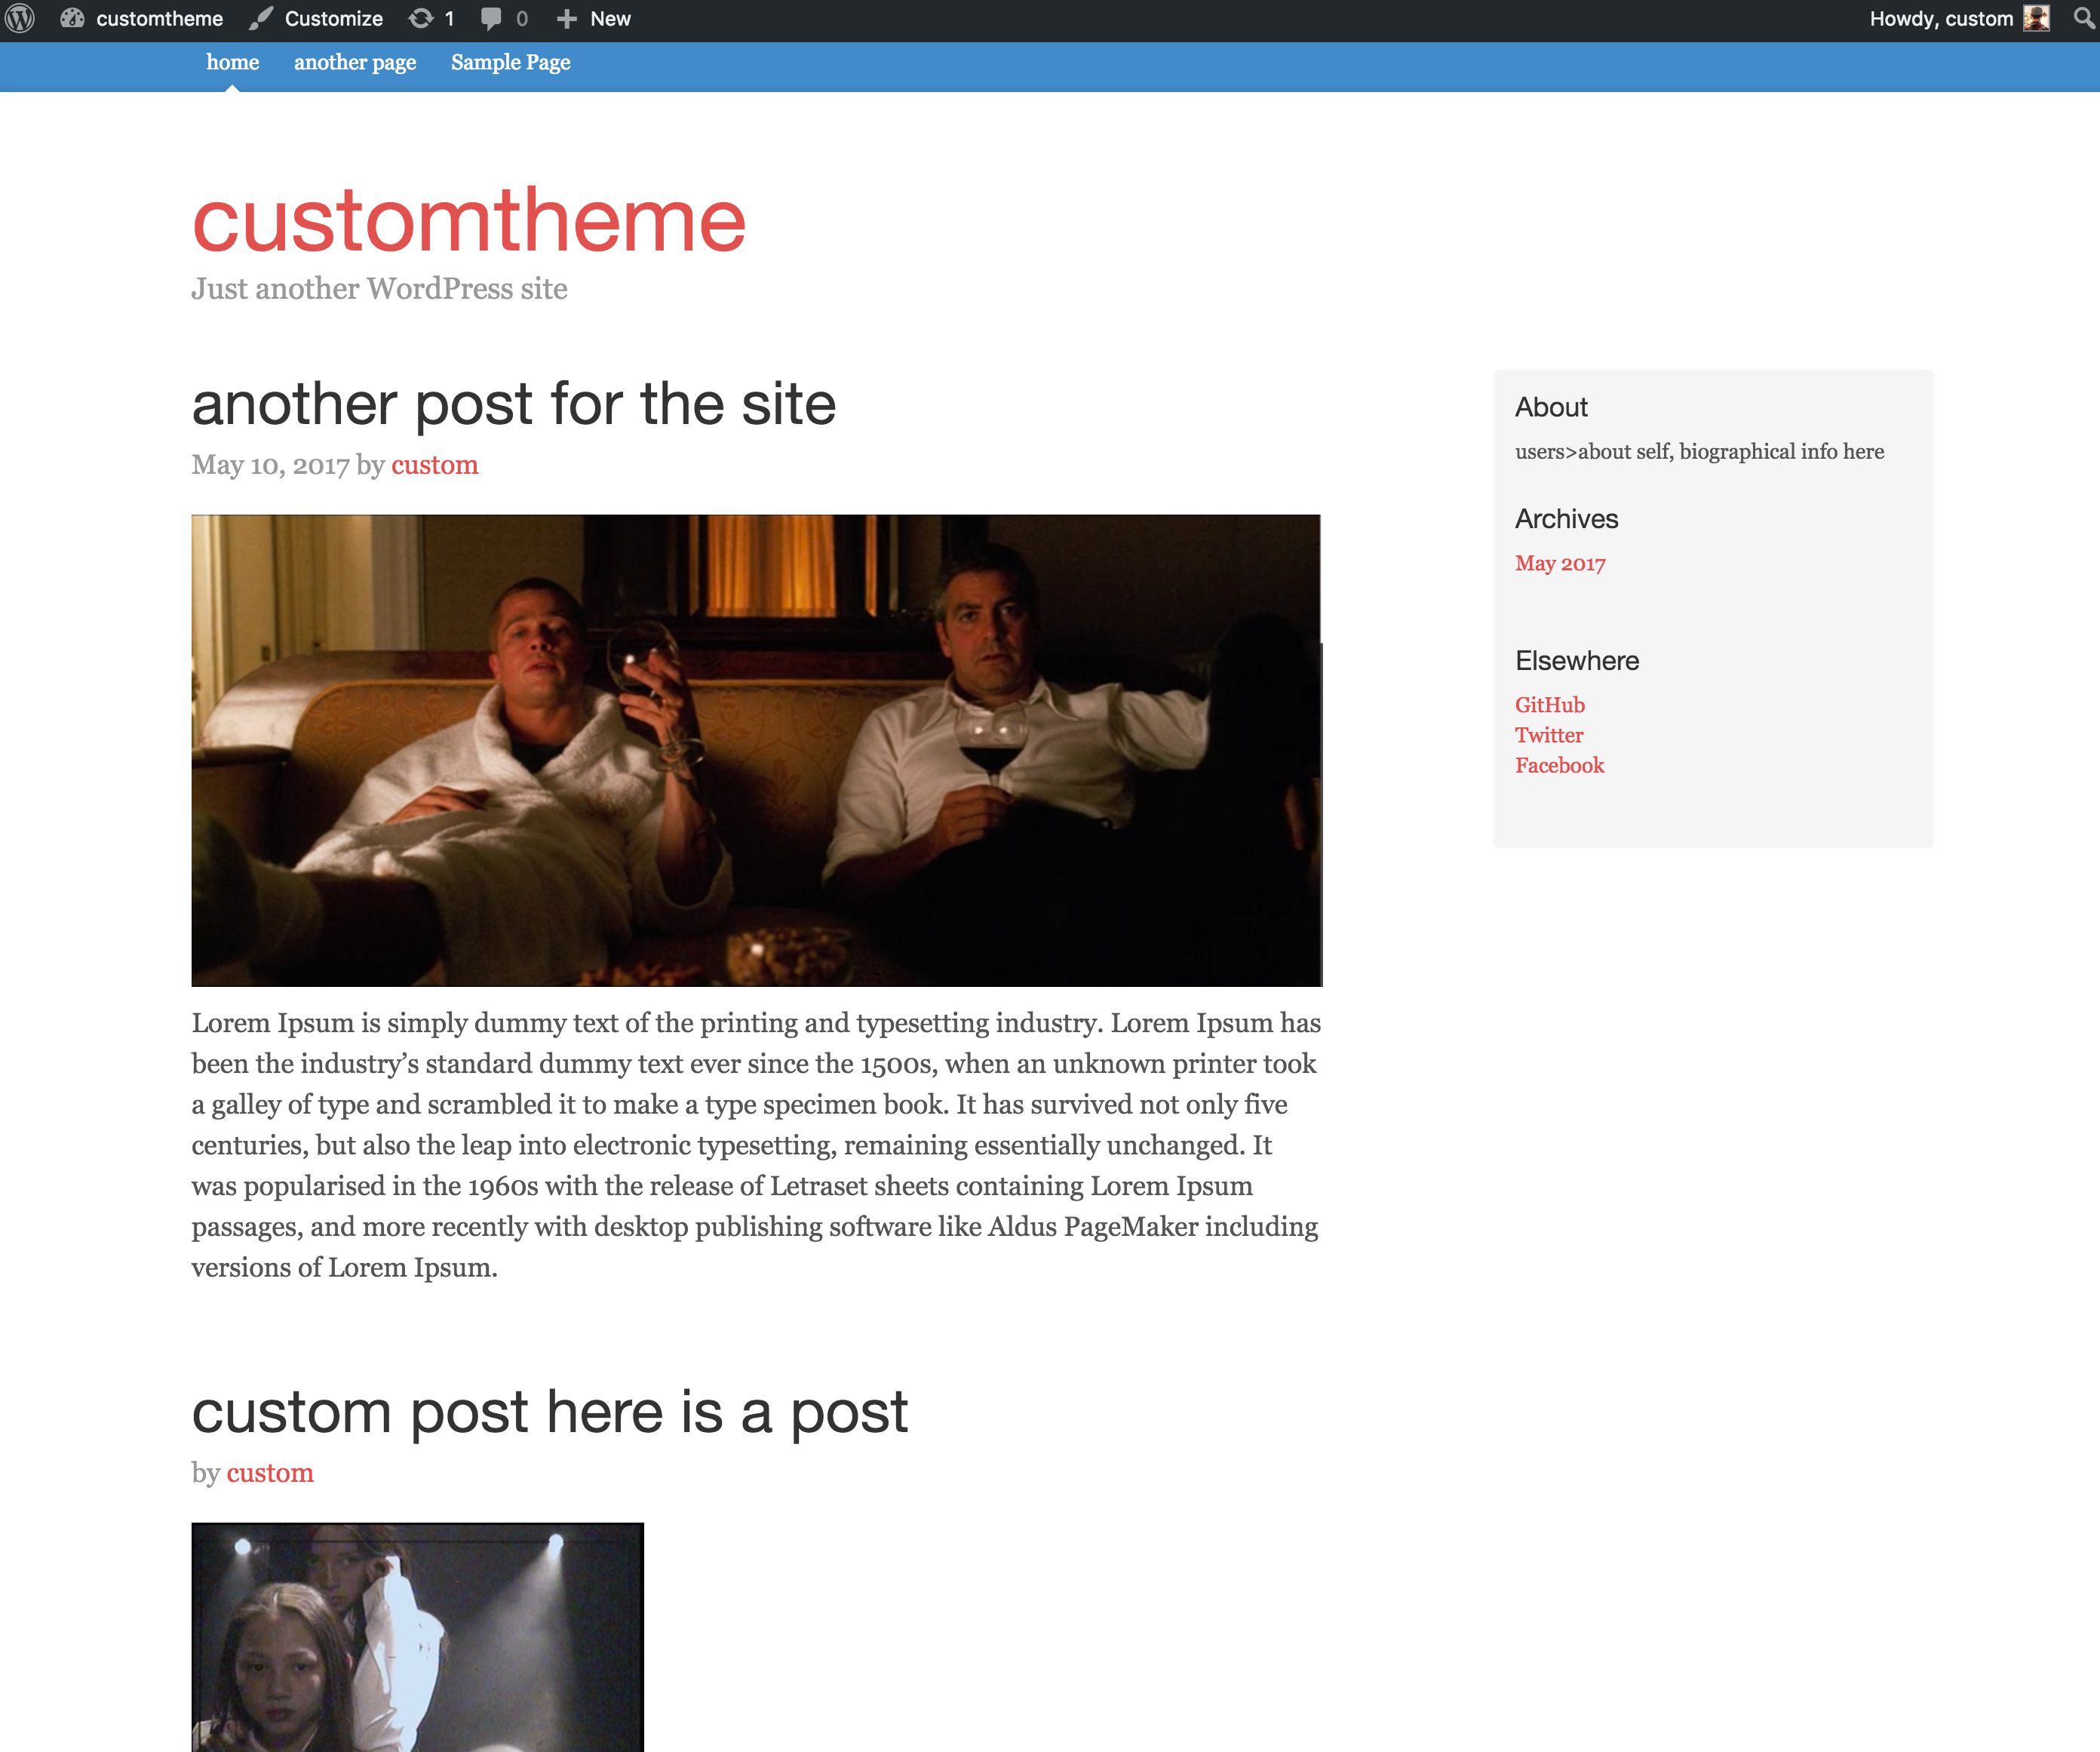 customtheme Customize 1 0 New Howdy, custom
home another page Sample Page
customtheme
Just another WordPress site
another post for the site
May 10, 2017 by custom
Lorem Ipsum is simply dummy text of the printing and typesetting industry. Lorem Ipsum has
been the industry’s standard dummy text ever since the 1500s, when an unknown printer took
a galley of type and scrambled it to make a type specimen book. It has survived not only five
centuries, but also the leap into electronic typesetting, remaining essentially unchanged. It
was popularised in the 1960s with the release of Letraset sheets containing Lorem Ipsum
passages, and more recently with desktop publishing software like Aldus PageMaker including
versions of Lorem Ipsum.
custom post here is a post
by custom
About
users>about self, biographical info here
Archives
May 2017
Elsewhere
GitHub
Twitter
Facebook